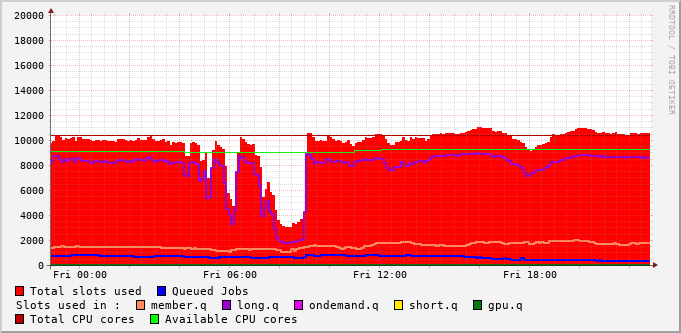 20000
18000
16000
14000
12000
10000
8000
6000
4000
2000
0
Fri 00:00 Fri 06:00 Fri 12:00 Fri 18:00
Total slots used Queued Jobs
Slots used in : member.q long.q ondemand.q short.q gpu.q
Total CPU cores Available CPU cores
RRDTOOL / TOBI OETIKER